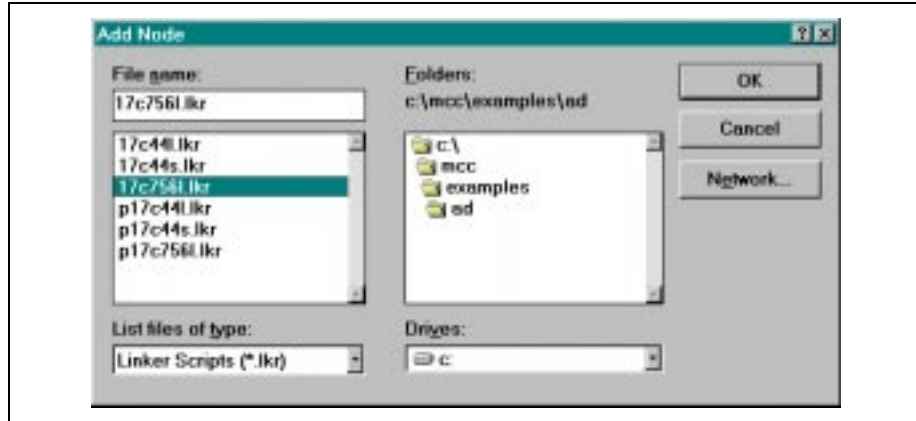 Add Node
File name:
17c756l.lkr
17c44l.lkr
17c44s.lkr
17c756l.lkr
p17c44l.lkr
p17c44s.lkr
p17c756l.lkr
List files of type:
Linker Scripts (*.lkr)
Folders:
c:\mcc\examples\ad
c:\
mcc
examples
ad
Drives:
c:
OK
Cancel
Network...